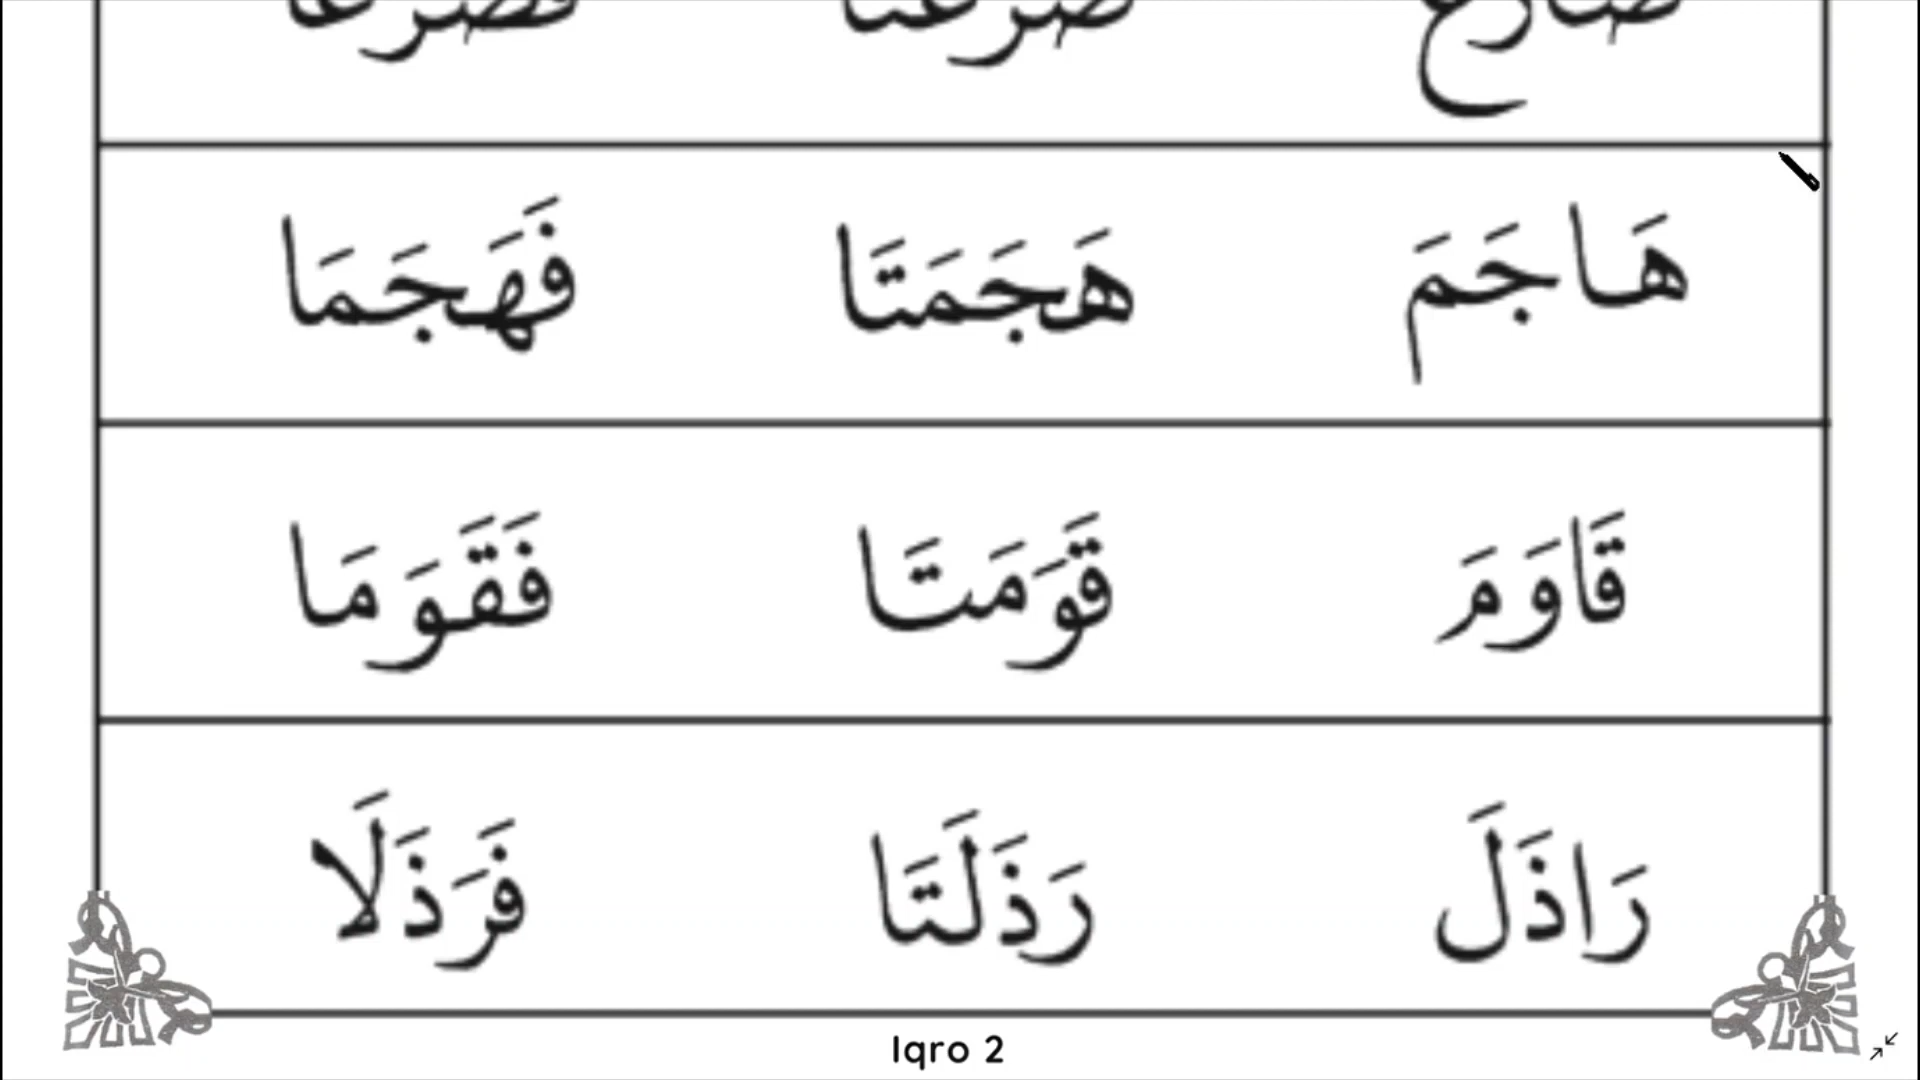 هَاجَمَ هَجَمَتَا فَهَجَمَا
قَاوَمَ قَوَمَتَا فَقَوَمَا
رَاذَلَ رَذَلَتَا فَرَذَلَا
Iqro 2